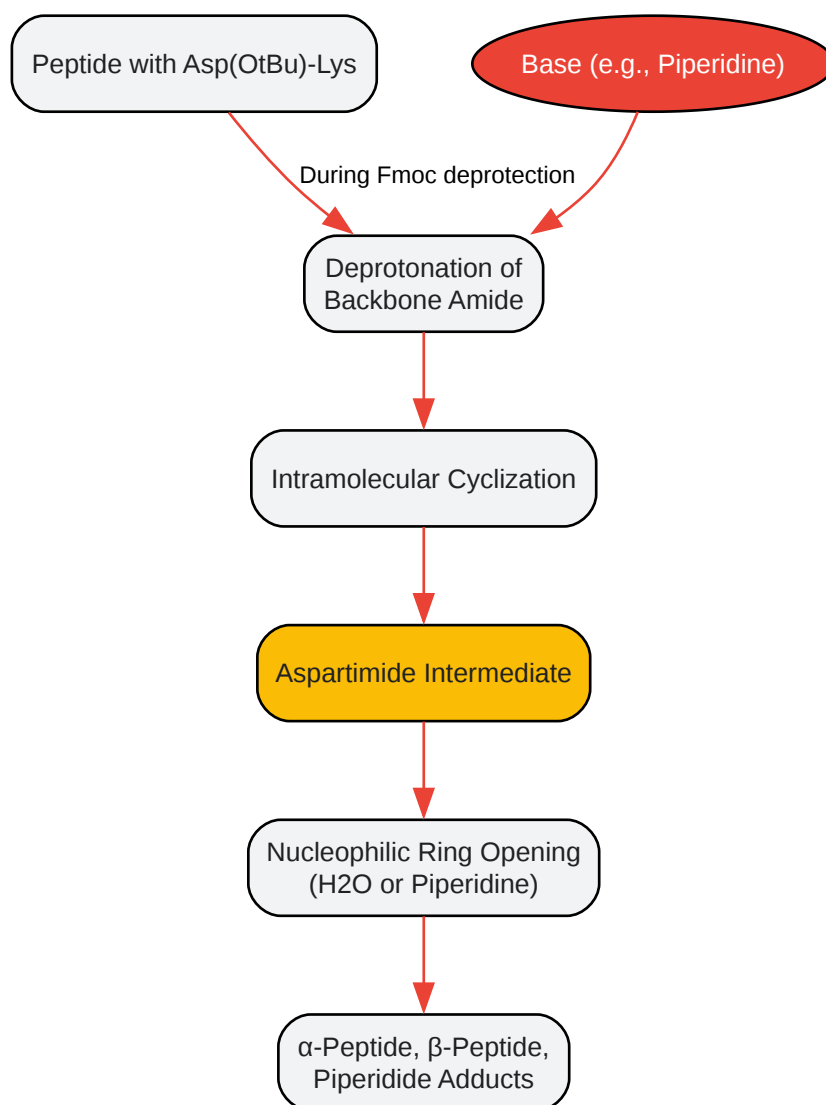 Peptide with Asp(OtBu)-Lys
Base (e.g., Piperidine)
During Fmoc deprotection
Deprotonation of
Backbone Amide
Intramolecular Cyclization
Aspartimide Intermediate
Nucleophilic Ring Opening
(H2O or Piperidine)
α-Peptide, β-Peptide,
Piperidide Adducts